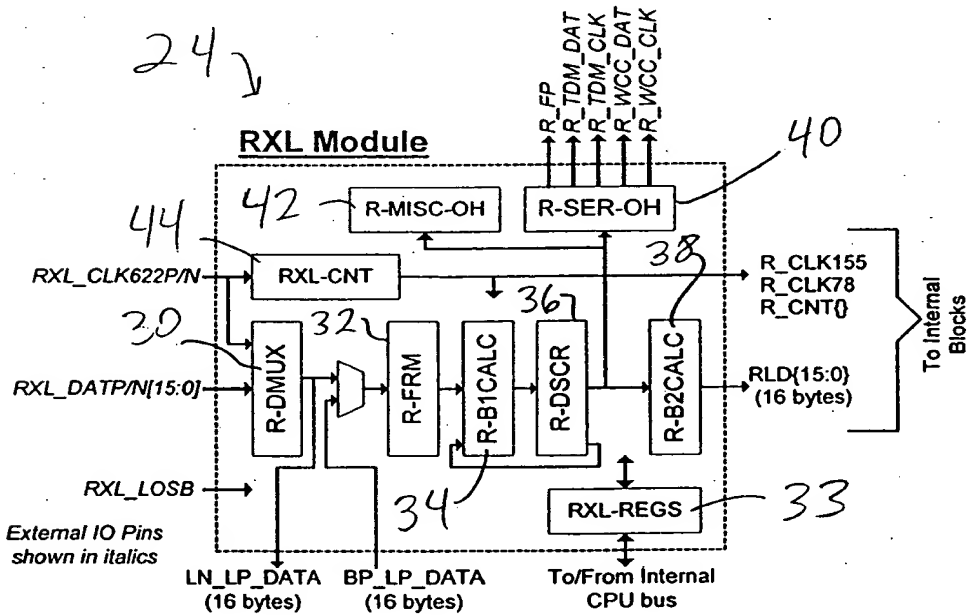 24
R_FP
R_TDM_DAT
R_TDM_CLK
R_WCC_DAT
R_WCC_CLK
RXL Module
40
42
R-MISC-OH
R-SER-OH
44
38
RXL_CLK622P/N
RXL-CNT
R_CLK155
R_CLK78
R_CNT{}
36
30
32
R-DMUX
R-FRM
R-B1CALC
R-DSCR
R-B2CALC
To Internal
Blocks
RXL_DATP/N[15:0]
RLD{15:0}
(16 bytes)
RXL_LOSB
34
RXL-REGS
33
External IO Pins
shown in italics
LN_LP_DATA
(16 bytes)
BP_LP_DATA
(16 bytes)
To/From Internal
CPU bus